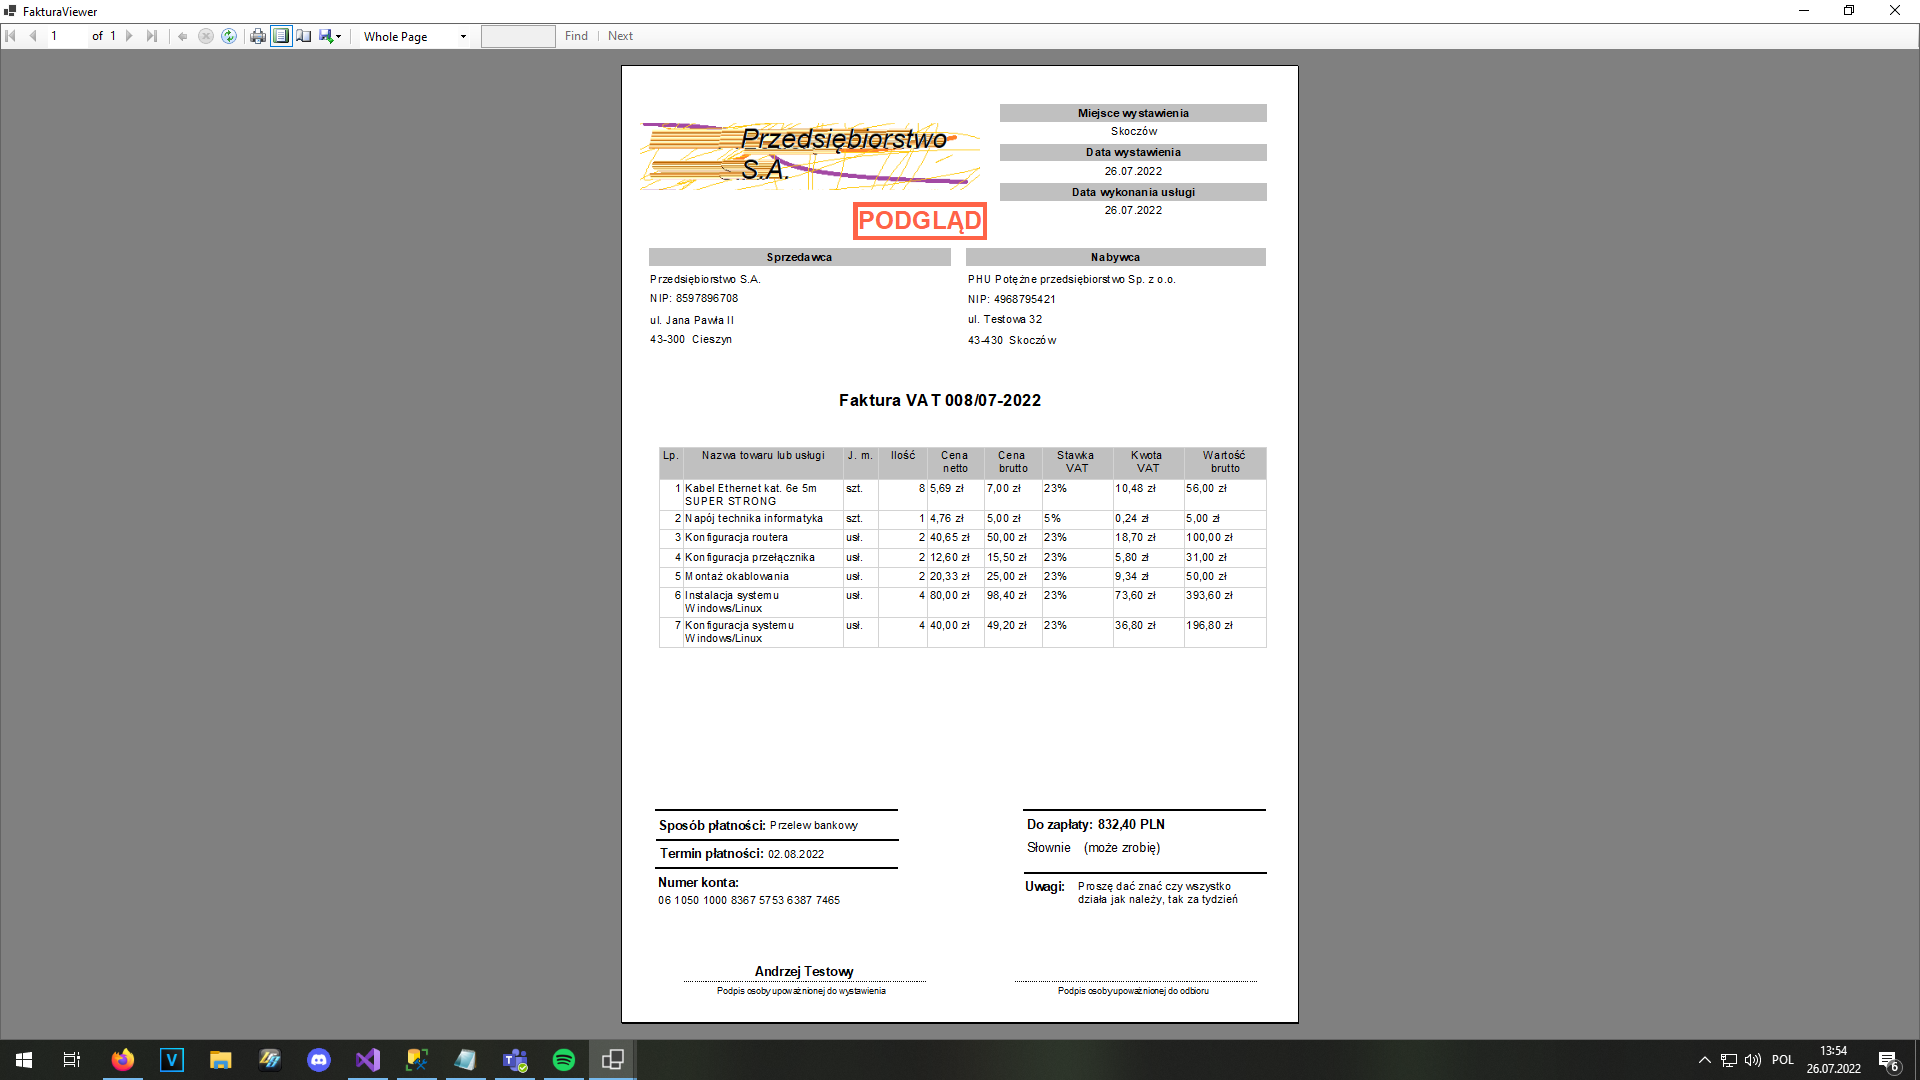 FakturaViewer
1 of 1 Whole Page Find Next
Przedsiębiorstwo
S.A.
Miejsce wystawienia
Skoczów
Data wystawienia
26.07.2022
Data wykonania usługi
26.07.2022
PODGLĄD
Sprzedawca
Przedsiębiorstwo S.A.
NIP: 8597896708
ul. Jana Pawła II
43-300 Cieszyn
Nabywca
PHU Potężne przedsiębiorstwo Sp. z o.o.
NIP: 4968795421
ul. Testowa 32
43-430 Skoczów
Faktura VAT 008/07-2022
Lp. Nazwa towaru lub usługi J. m. Ilość Cena netto Cena brutto Stawka VAT Kwota VAT Wartość brutto
1 Kabel Ethernet kat. 6e 5m SUPER STRONG szt. 8 5,69 zł 7,00 zł 23% 10,48 zł 56,00 zł
2 Napój technika informatyka szt. 1 4,76 zł 5,00 zł 5% 0,24 zł 5,00 zł
3 Konfiguracja routera usł. 2 40,65 zł 50,00 zł 23% 18,70 zł 100,00 zł
4 Konfiguracja przełącznika usł. 2 12,60 zł 15,50 zł 23% 5,80 zł 31,00 zł
5 Montaż okablowania usł. 2 20,33 zł 25,00 zł 23% 9,34 zł 50,00 zł
6 Instalacja systemu Windows/Linux usł. 4 80,00 zł 98,40 zł 23% 73,60 zł 393,60 zł
7 Konfiguracja systemu Windows/Linux usł. 4 40,00 zł 49,20 zł 23% 36,80 zł 196,80 zł
Sposób płatności: Przelew bankowy
Termin płatności: 02.08.2022
Numer konta:
06 1050 1000 8367 5753 6387 7465
Do zapłaty: 832,40 PLN
Słownie (może zrobię)
Uwagi: Proszę dać znać czy wszystko
działa jak należy, tak za tydzień
Andrzej Testowy
Podpis osoby upoważnionej do wystawienia
Podpis osoby upoważnionej do odbioru
POL
13:54
26.07.2022
6